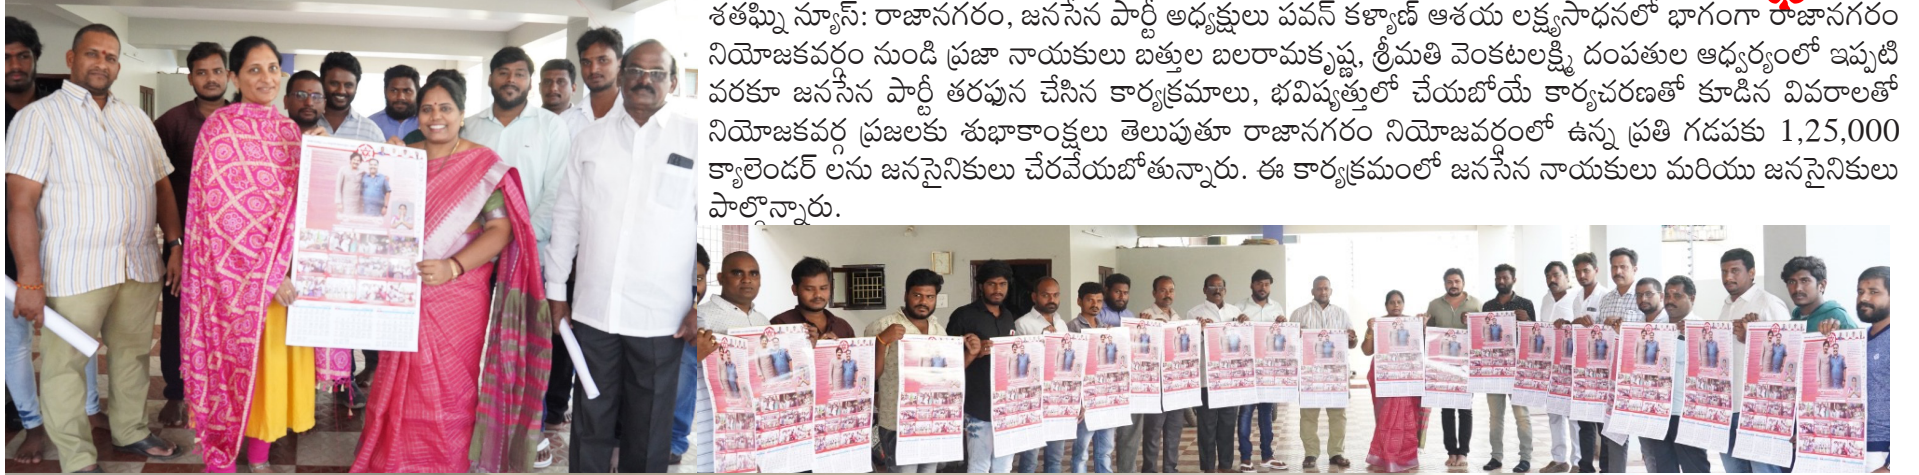 శతఘ్ని న్యూస్: రాజానగరం, జనసేన పార్టీ అధ్యక్షులు పవన్ కళ్యాణ్ ఆశయ లక్ష్యసాధనలో భాగంగా రాజానగరం
నియోజకవర్గం నుండి ప్రజా నాయకులు బత్తుల బలరామకృష్ణ, శ్రీమతి వెంకటలక్ష్మి దంపతుల ఆధ్వర్యంలో ఇప్పటి
వరకూ జనసేన పార్టీ తరఫున చేసిన కార్యక్రమాలు, భవిష్యత్తులో చేయబోయే కార్యచరణతో కూడిన వివరాలతో
నియోజకవర్గ ప్రజలకు శుభాకాంక్షలు తెలుపుతూ రాజానగరం నియోజవర్గంలో ఉన్న ప్రతి గడపకు 1,25,000
క్యాలెండర్ లను జనసైనికులు చేరవేయబోతున్నారు. ఈ కార్యక్రమంలో జనసేన నాయకులు మరియు జనసైనికులు
పాల్గొన్నారు.